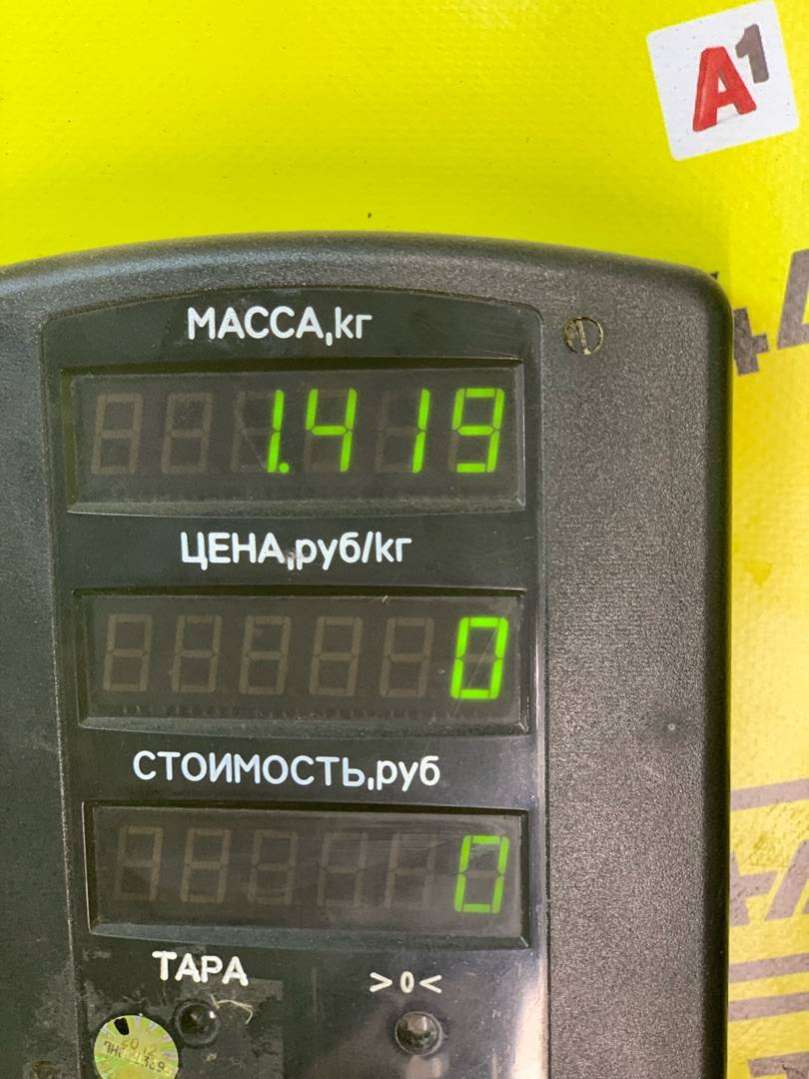 A1
МАССА,кг
1.419
ЦЕНА,руб/кг
0
СТОИМОСТЬ,руб
0
ТАРА
>0<